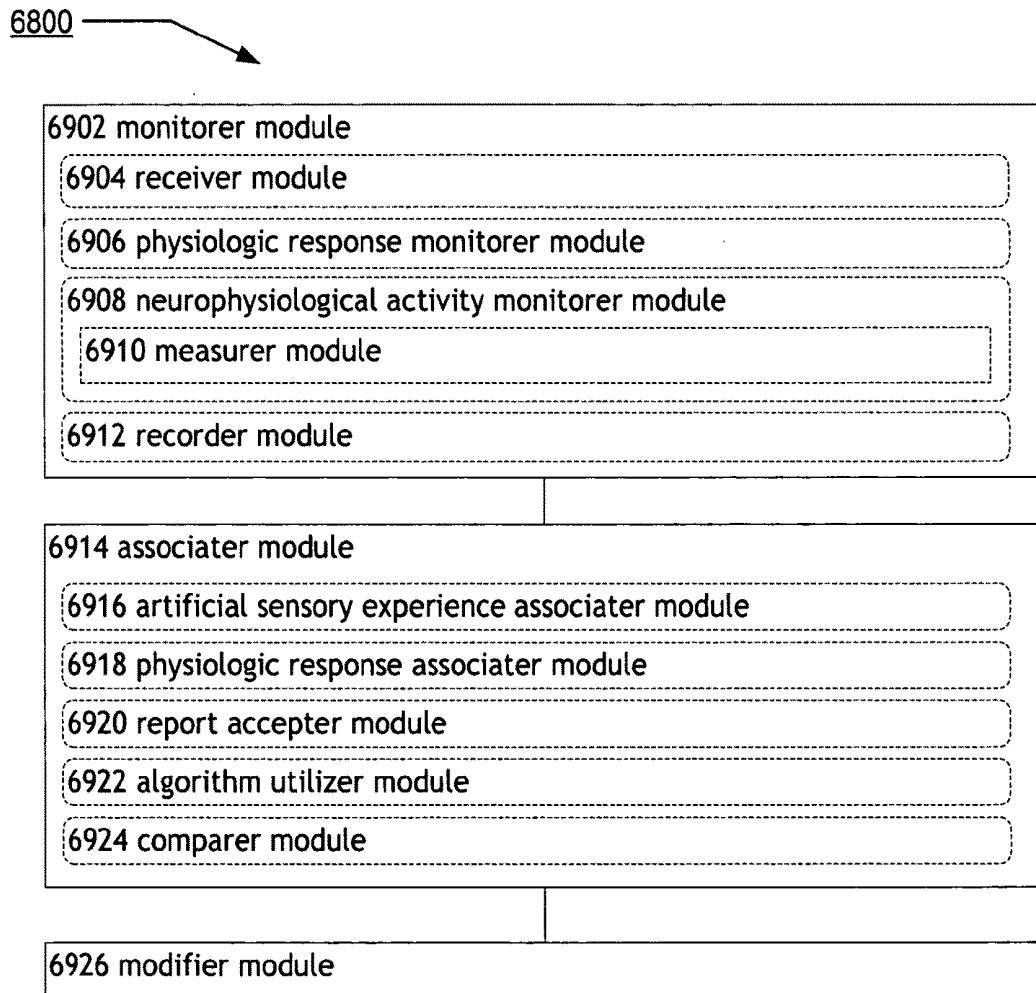 6800
6902 monitorer module
6904 receiver module
6906 physiologic response monitorer module
6908 neurophysiological activity monitorer module
6910 measurer module
6912 recorder module
6914 associater module
6916 artificial sensory experience associater module
6918 physiologic response associater module
6920 report accepter module
6922 algorithm utilizer module
6924 comparer module
6926 modifier module